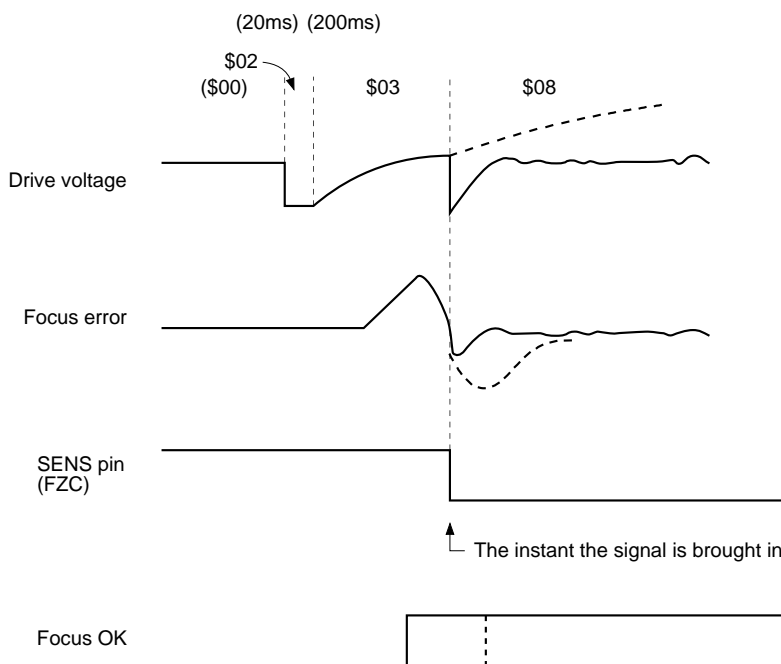 (20ms) (200ms)
$02
($00) $03 $08
Drive voltage
Focus error
SENS pin
(FZC)
The instant the signal is brought in
Focus OK